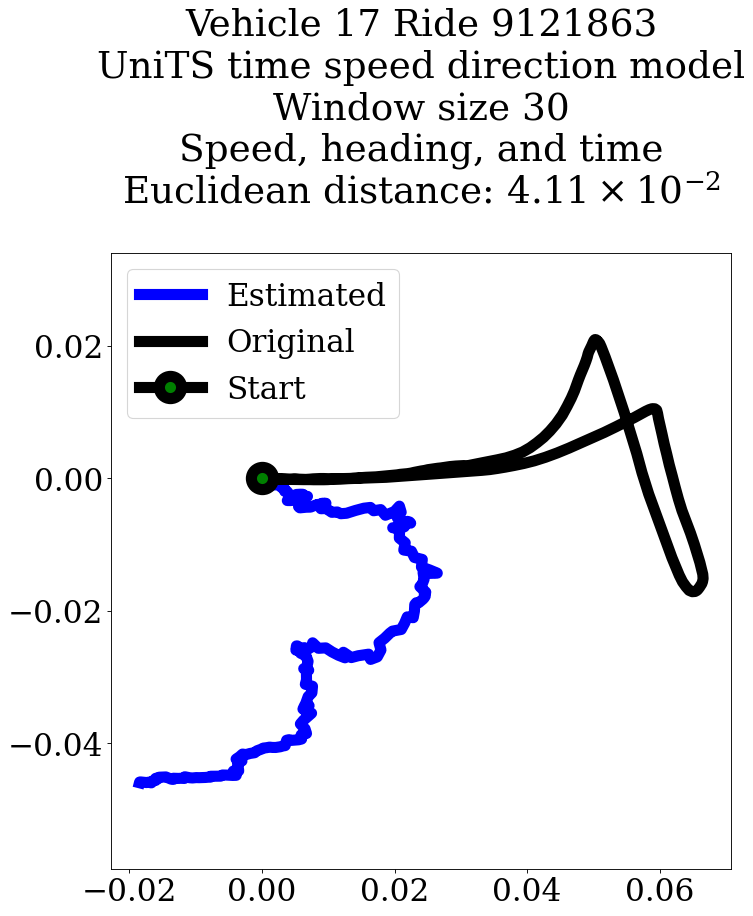 Vehicle 17 Ride 9121863
UniTS time speed direction model
Window size 30
Speed, heading, and time
Euclidean distance: 4.11 × 10⁻²
Estimated
Original
Start
0.02
0.00
−0.02
−0.04
−0.02 0.00 0.02 0.04 0.06